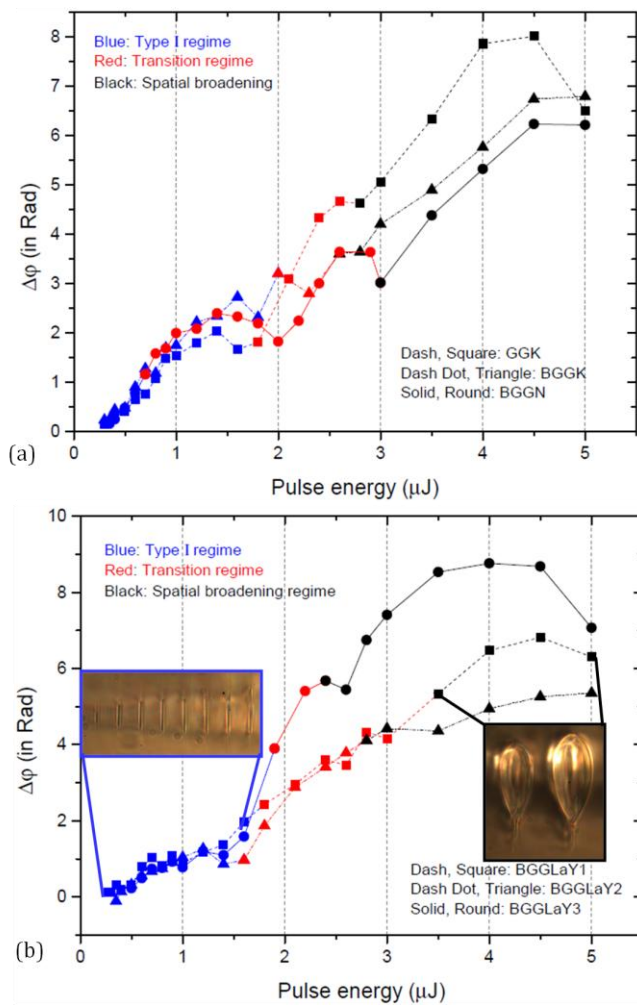 8
7
6
5
4
3
2
1
0
Δφ (in Rad)
Blue: Type I regime
Red: Transition regime
Black: Spatial broadening
Dash, Square: GGK
Dash Dot, Triangle: BGGK
Solid, Round: BGGN
0 1 2 3 4 5
(a)
Pulse energy (μJ)
10
8
6
4
2
0
Δφ (in Rad)
Blue: Type I regime
Red: Transition regime
Black: Spatial broadening regime
Dash, Square: BGGLaY1
Dash Dot, Triangle: BGGLaY2
Solid, Round: BGGLaY3
(b)
0 1 2 3 4 5
Pulse energy (μJ)